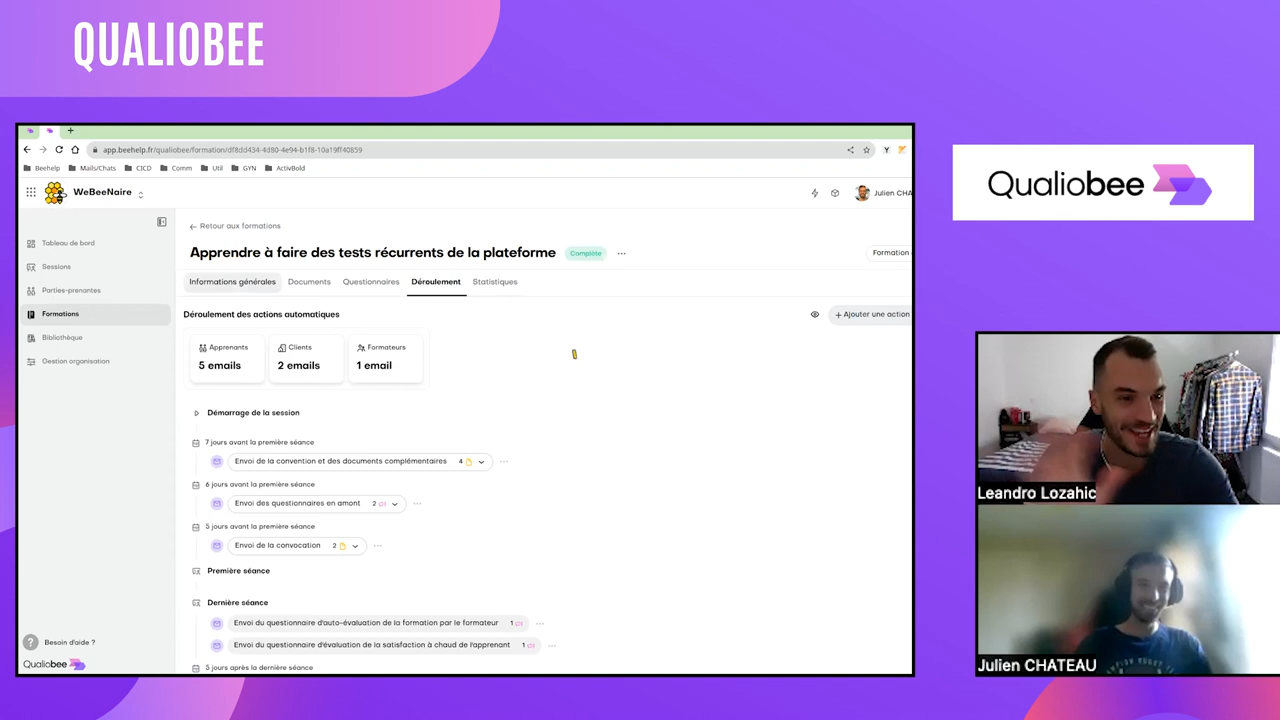 QUALIOBEE
app.beehelp.fr/qualiobee/formation/df8dd434-4d80-4e94-b1f8-10a19ff40859
Beehelp Mails/Chats CICD Comm Util GYN ActivBold
WeBeeNaire
Julien CHA
Tableau de bord
Sessions
Parties-prenantes
Formations
Bibliothèque
Gestion organisation
Besoin d'aide ?
Qualiobee
Retour aux formations
Apprendre à faire des tests récurrents de la plateforme Complète ...
Formation
Informations générales Documents Questionnaires Déroulement Statistiques
Déroulement des actions automatiques
+ Ajouter une action
Apprenants Clients Formateurs
5 emails 2 emails 1 email
Démarrage de la session
7 jours avant la première séance
Envoi de la convention et des documents complémentaires 4
6 jours avant la première séance
Envoi des questionnaires en amont 2
5 jours avant la première séance
Envoi de la convocation 2
Première séance
Dernière séance
Envoi du questionnaire d'auto-évaluation de la formation par le formateur 1
Envoi du questionnaire d'évaluation de la satisfaction à chaud de l'apprenant 1
5 jours après la dernière séance
Qualiobee
Leandro Lozahic
Julien CHATEAU